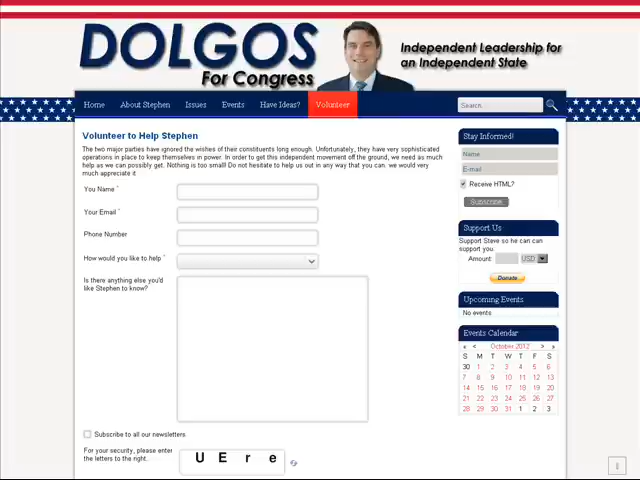 DOLGOS
For Congress
Independent Leadership for
an Independent State
Home About Stephen Issues Events Have Ideas? Volunteer Search
Volunteer to Help Stephen
The two major parties have ignored the wishes of their constituents long enough. Unfortunately, they have very sophisticated
operations in place to keep themselves in power. In order to get this independent movement off the ground, we need as much
help as we can possibly get. Nothing is too small! Do not hesitate to help us out in any way that you can. we would very
much appreciate it
You Name *
Your Email *
Phone Number
How would you like to help *
Is there anything else you'd
like Stephen to know?
Subscribe to all our newsletters
For your security, please enter
the letters to the right.
U E r e
Stay Informed!
Name
E-mail
Receive HTML?
Subscribe
Support Us
Support Steve so he can can
support you.
Amount: USD
Donate
Upcoming Events
No events
Events Calendar
« < October 2012 > »
S M T W T F S
30 1 2 3 4 5 6
7 8 9 10 11 12 13
14 15 16 17 18 19 20
21 22 23 24 25 26 27
28 29 30 31 1 2 3